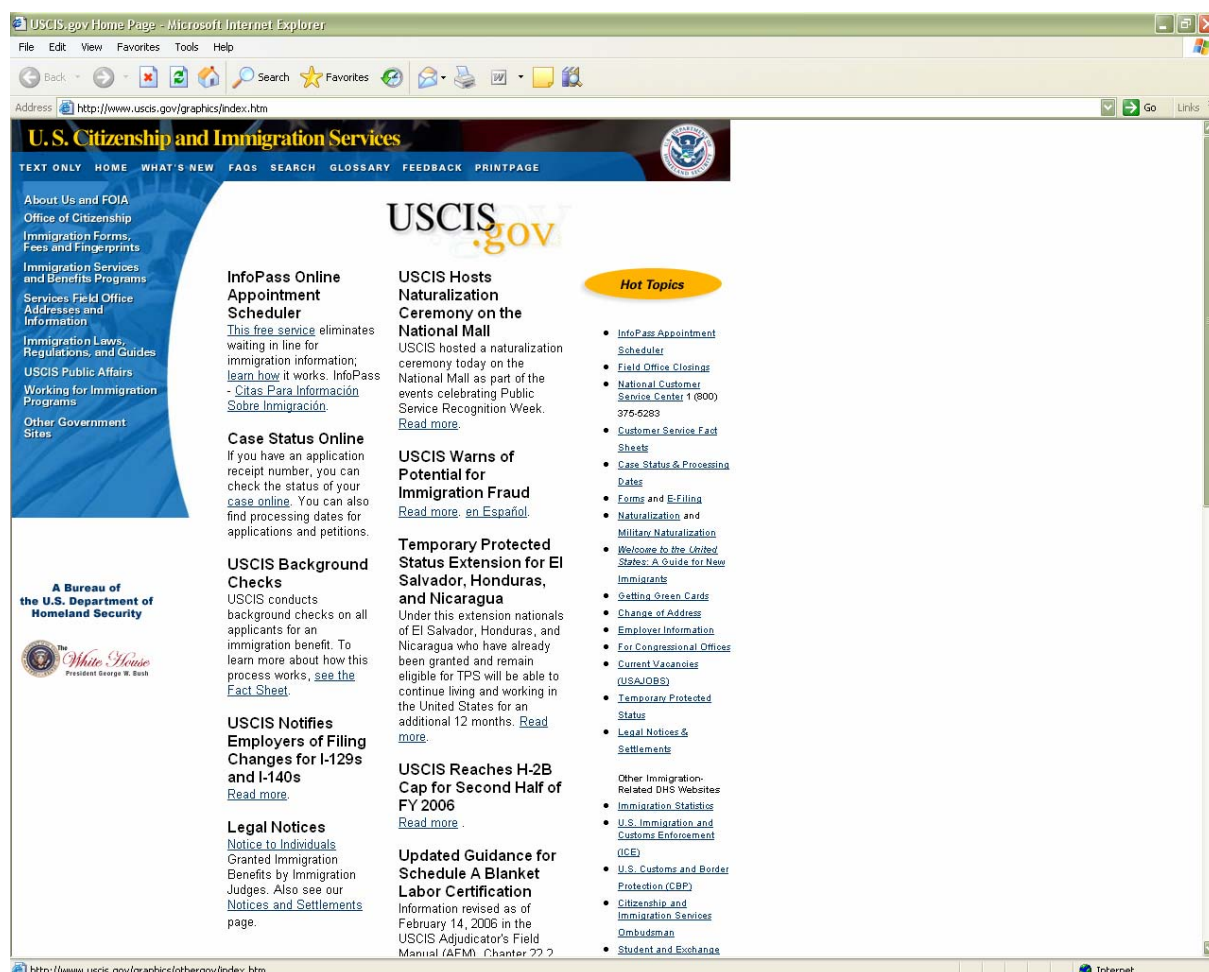 USCIS.gov Home Page - Microsoft Internet Explorer
File Edit View Favorites Tools Help
Back Search Favorites
Address http://www.uscis.gov/graphics/index.htm Go Links
U.S. Citizenship and Immigration Services
TEXT ONLY HOME WHAT'S NEW FAQS SEARCH GLOSSARY FEEDBACK PRINTPAGE
About Us and FOIA
Office of Citizenship
Immigration Forms,
Fees and Fingerprints
Immigration Services
and Benefits Programs
Services Field Office
Addresses and
Information
Immigration Laws,
Regulations, and Guides
USCIS Public Affairs
Working for Immigration
Programs
Other Government
Sites
A Bureau of
the U.S. Department of
Homeland Security
The
White House
President George W. Bush
USCIS
.gov
InfoPass Online
Appointment
Scheduler
This free service eliminates
waiting in line for
immigration information;
learn how it works. InfoPass
- Citas Para Información
Sobre Inmigración.
Case Status Online
If you have an application
receipt number, you can
check the status of your
case online. You can also
find processing dates for
applications and petitions.
USCIS Background
Checks
USCIS conducts
background checks on all
applicants for an
immigration benefit. To
learn more about how this
process works, see the
Fact Sheet.
USCIS Notifies
Employers of Filing
Changes for I-129s
and I-140s
Read more.
Legal Notices
Notice to Individuals
Granted Immigration
Benefits by Immigration
Judges. Also see our
Notices and Settlements
page.
USCIS Hosts
Naturalization
Ceremony on the
National Mall
USCIS hosted a naturalization
ceremony today on the
National Mall as part of the
events celebrating Public
Service Recognition Week.
Read more.
USCIS Warns of
Potential for
Immigration Fraud
Read more. en Español.
Temporary Protected
Status Extension for El
Salvador, Honduras,
and Nicaragua
Under this extension nationals
of El Salvador, Honduras, and
Nicaragua who have already
been granted and remain
eligible for TPS will be able to
continue living and working in
the United States for an
additional 12 months. Read
more.
USCIS Reaches H-2B
Cap for Second Half of
FY 2006
Read more .
Updated Guidance for
Schedule A Blanket
Labor Certification
Information revised as of
February 14, 2006 in the
USCIS Adjudicator's Field
Manual (AFM), Chapter 22.2
Hot Topics
InfoPass Appointment
Scheduler
Field Office Closings
National Customer
Service Center 1 (800)
375-5283
Customer Service Fact
Sheets
Case Status & Processing
Dates
Forms and E-Filing
Naturalization and
Military Naturalization
Welcome to the United
States: A Guide for New
Immigrants
Getting Green Cards
Change of Address
Employer Information
For Congressional Offices
Current Vacancies
(USAJOBS)
Temporary Protected
Status
Legal Notices &
Settlements
Other Immigration-
Related DHS Websites
Immigration Statistics
U.S. Immigration and
Customs Enforcement
(ICE)
U.S. Customs and Border
Protection (CBP)
Citizenship and
Immigration Services
Ombudsman
Student and Exchange
http://www.uscis.gov/graphics/othergov/index.htm Internet